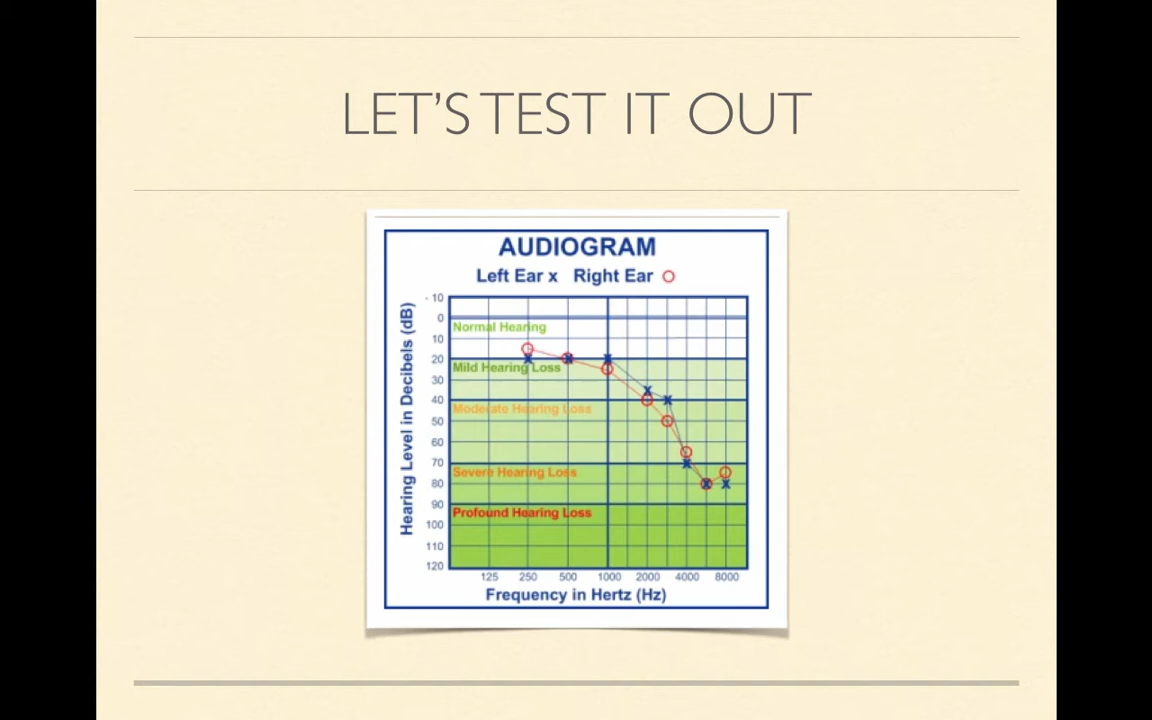 LET'S TEST IT OUT
AUDIOGRAM
Left Ear x Right Ear O
Hearing Level in Decibels (dB)
- 10
0
Normal Hearing
10
20
Mild Hearing Loss
30
40
Moderate Hearing Loss
50
60
70
Severe Hearing Loss
80
90
Profound Hearing Loss
100
110
120
125 250 500 1000 2000 4000 8000
Frequency in Hertz (Hz)